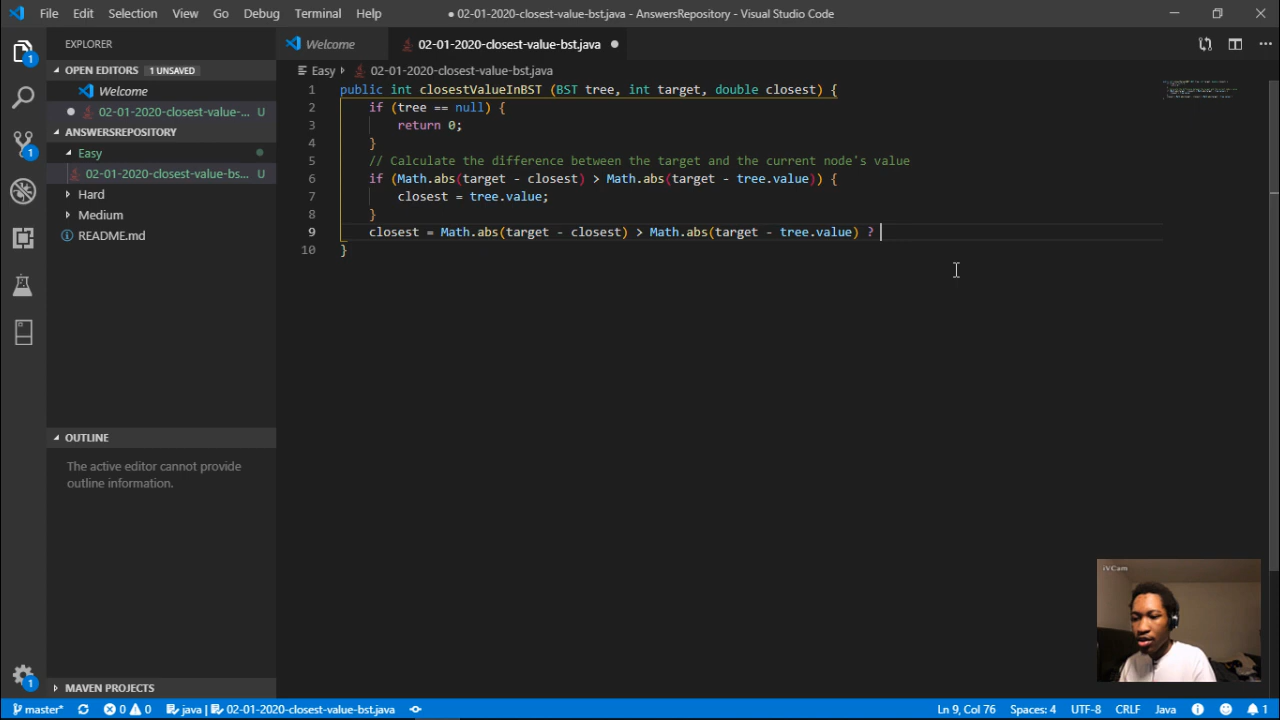 File Edit Selection View Go Debug Terminal Help ● 02-01-2020-closest-value-bst.java - AnswersRepository - Visual Studio Code
EXPLORER
Welcome
02-01-2020-closest-value-bst.java
OPEN EDITORS 1 UNSAVED
Easy 02-01-2020-closest-value-bst.java
Welcome
02-01-2020-closest-value-... U
ANSWERSREPOSITORY
Easy
02-01-2020-closest-value-bs... U
Hard
Medium
README.md
1 public int closestValueInBST (BST tree, int target, double closest) {
2 if (tree == null) {
3 return 0;
4 }
5 // Calculate the difference between the target and the current node's value
6 if (Math.abs(target - closest) > Math.abs(target - tree.value)) {
7 closest = tree.value;
8 }
9 closest = Math.abs(target - closest) > Math.abs(target - tree.value) ?
10 }
OUTLINE
The active editor cannot provide
outline information.
MAVEN PROJECTS
iVCam
1
1
1
master* 0 0 java | 02-01-2020-closest-value-bst.java Ln 9, Col 76 Spaces: 4 UTF-8 CRLF Java 1